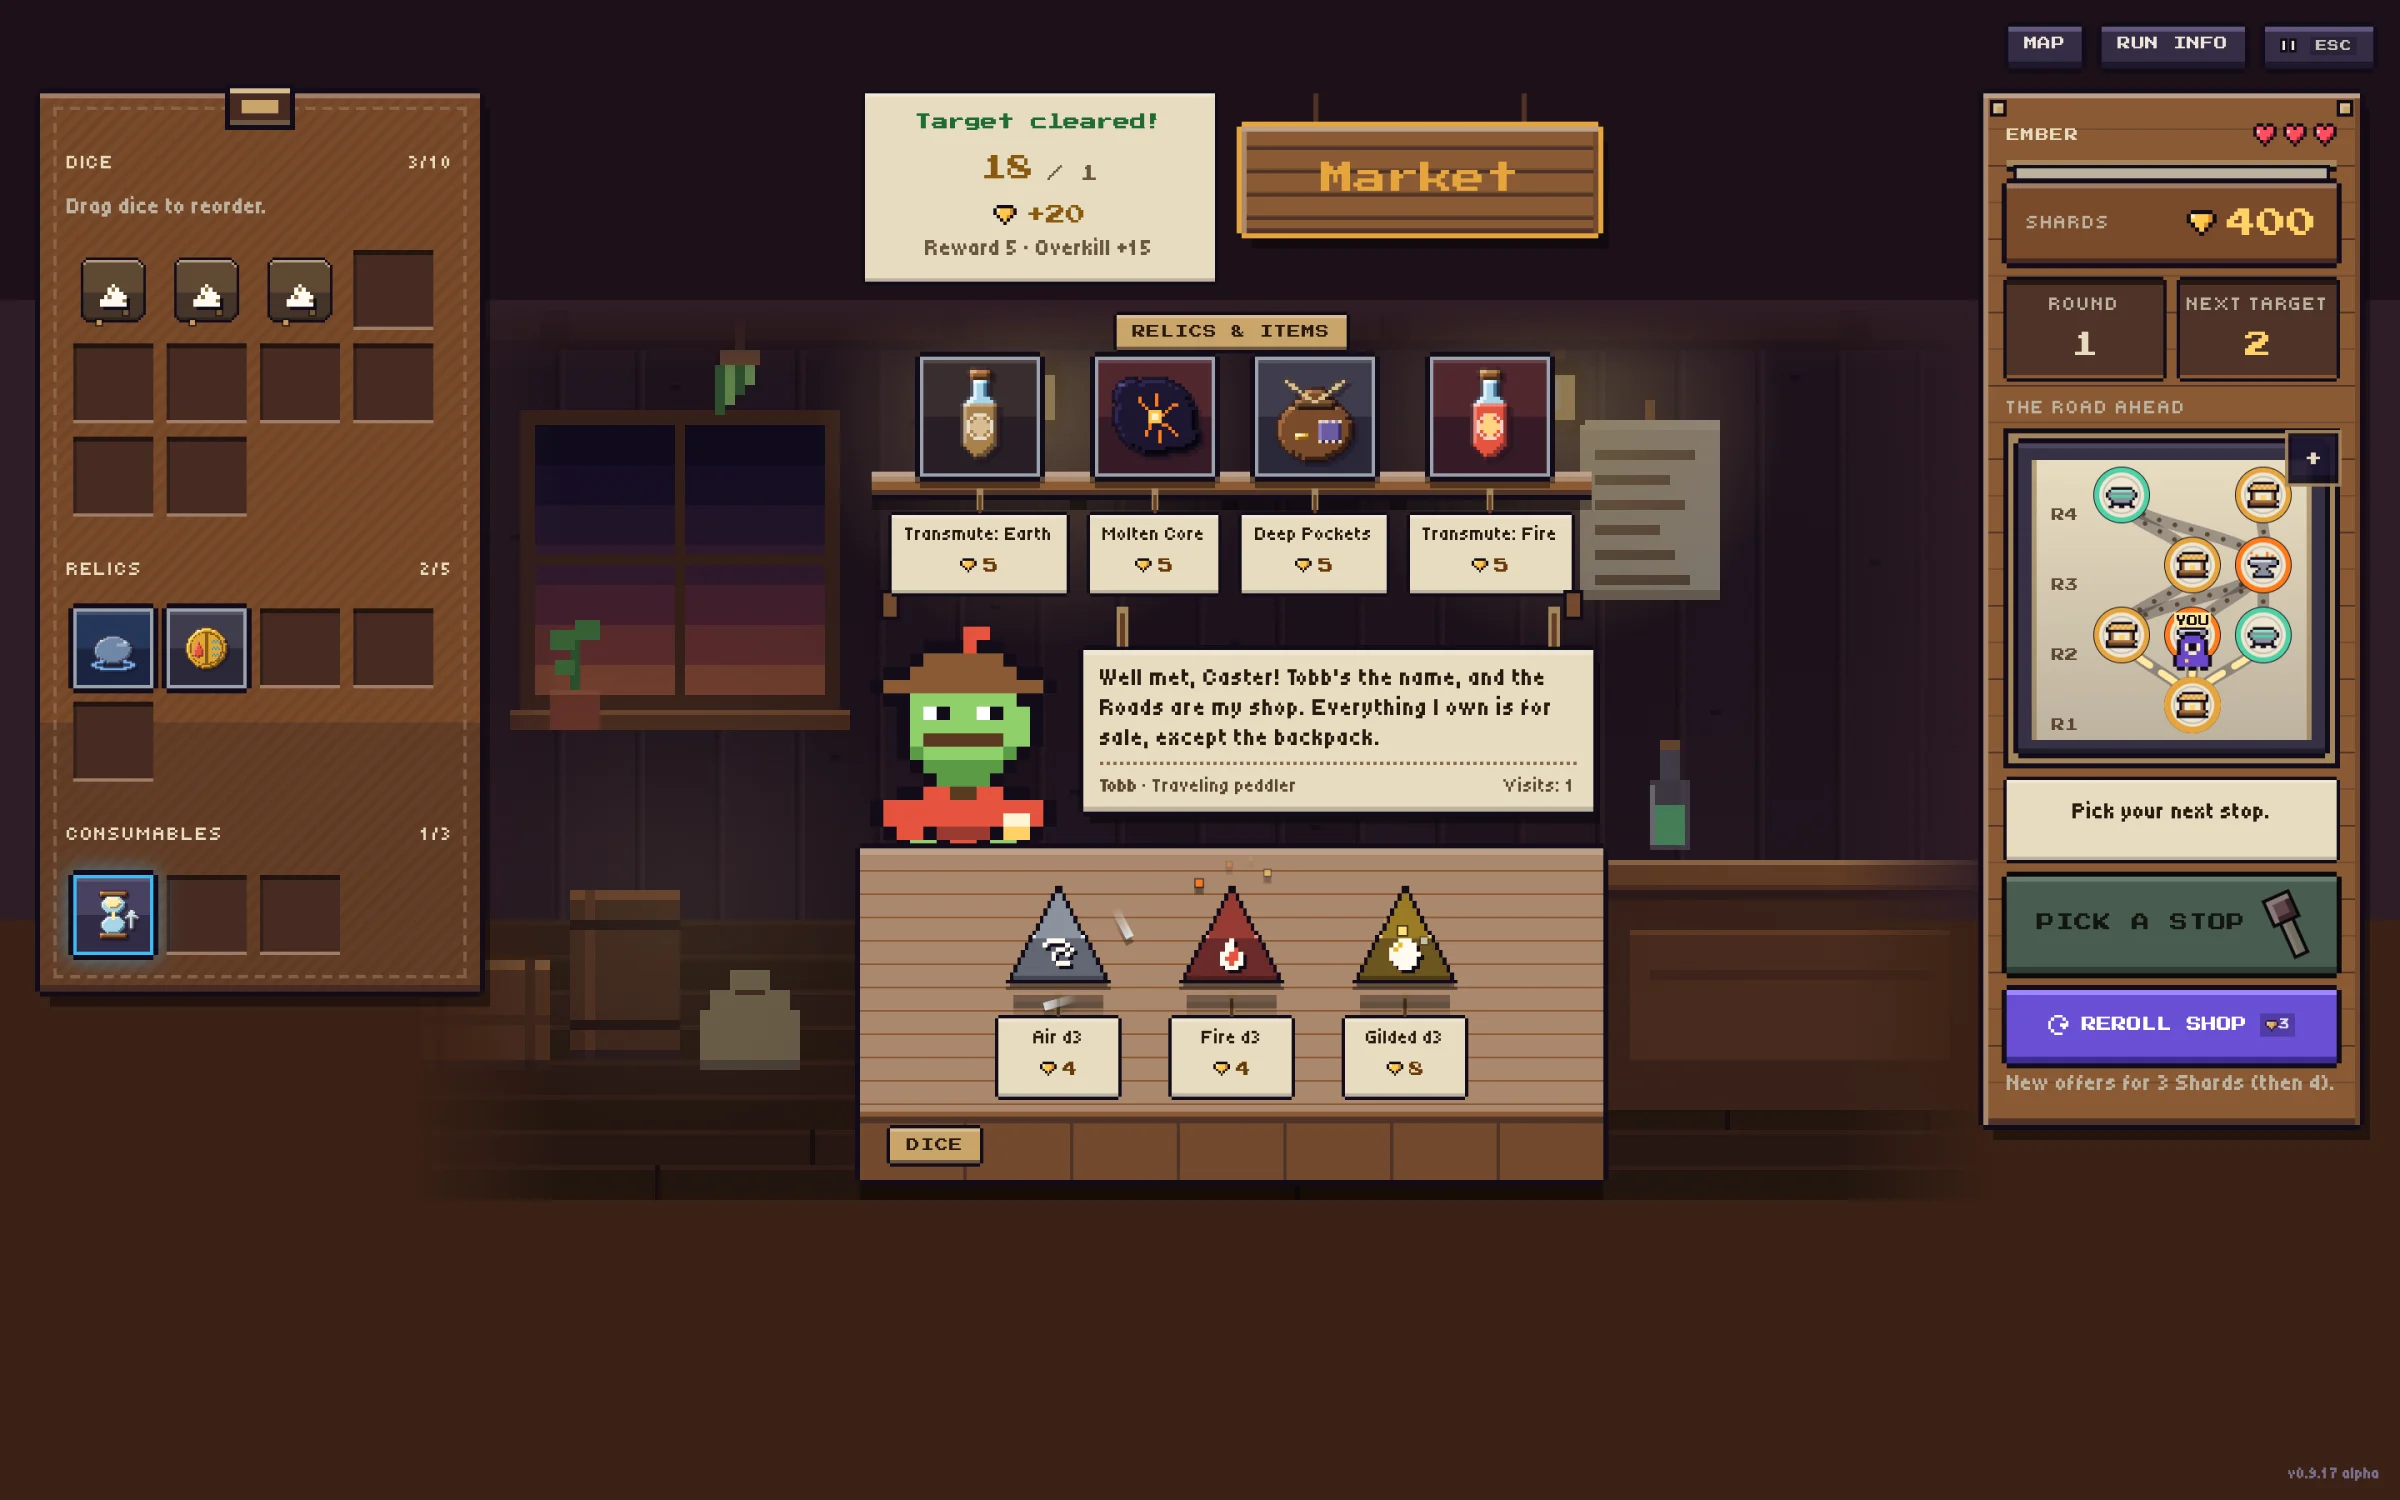 MAP
RUN INFO
ESC
DICE
3/10
Drag dice to reorder.
RELICS
2/5
CONSUMABLES
1/3
Target cleared!
18 / 1
+20
Reward 5 · Overkill +15
Market
RELICS & ITEMS
Transmute: Earth
5
Molten Core
5
Deep Pockets
5
Transmute: Fire
5
Well met, Caster! Tobb's the name, and the
Roads are my shop. Everything I own is for
sale, except the backpack.
Tobb · Traveling peddler
Visits: 1
Air d3
4
Fire d3
4
Gilded d3
8
DICE
EMBER
SHARDS
400
ROUND
1
NEXT TARGET
2
THE ROAD AHEAD
+
R4
R3
YOU
R2
R1
Pick your next stop.
PICK A STOP
REROLL SHOP 3
New offers for 3 Shards (then 4).
v0.9.17 alpha